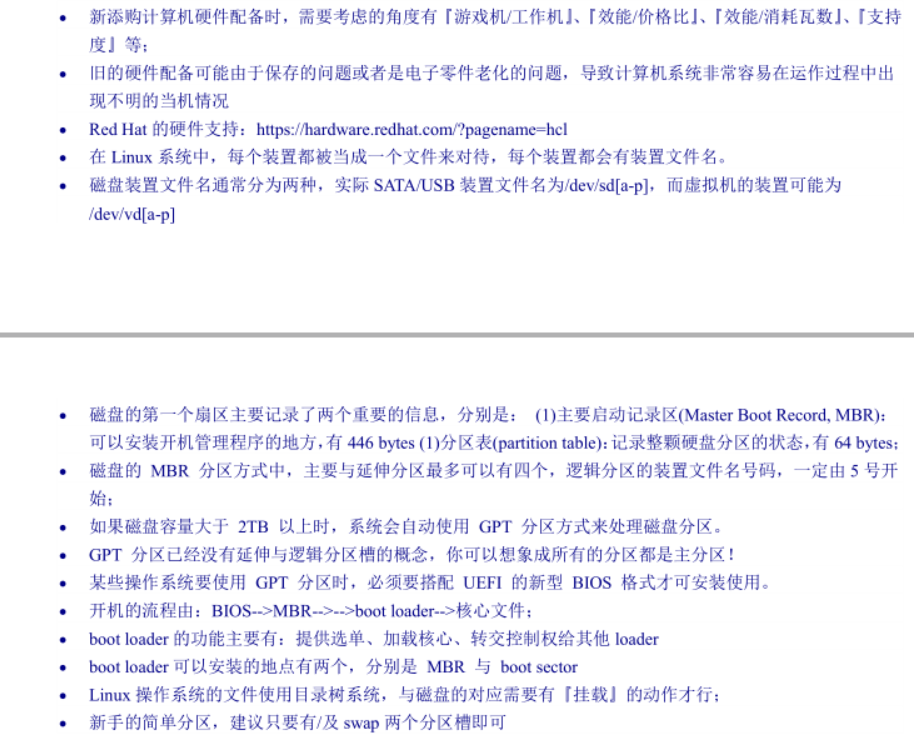 新添购计算机硬件配备时，需要考虑的角度有『游戏机/工作机』、『效能/价格比』、『效能/消耗瓦数』、『支持
度』等；
旧的硬件配备可能由于保存的问题或者是电子零件老化的问题，导致计算机系统非常容易在运作过程中出
现不明的当机情况
Red Hat 的硬件支持：https://hardware.redhat.com/?pagename=hcl
在 Linux 系统中，每个装置都被当成一个文件来对待，每个装置都会有装置文件名。
磁盘装置文件名通常分为两种，实际 SATA/USB 装置文件名为/dev/sd[a-p]，而虚拟机的装置可能为
/dev/vd[a-p]
磁盘的第一个扇区主要记录了两个重要的信息，分别是： (1)主要启动记录区(Master Boot Record, MBR)：
可以安装开机管理程序的地方，有 446 bytes (1)分区表(partition table)：记录整颗硬盘分区的状态，有 64 bytes；
磁盘的 MBR 分区方式中，主要与延伸分区最多可以有四个，逻辑分区的装置文件名号码，一定由 5 号开
始；
如果磁盘容量大于 2TB 以上时，系统会自动使用 GPT 分区方式来处理磁盘分区。
GPT 分区已经没有延伸与逻辑分区槽的概念，你可以想象成所有的分区都是主分区！
某些操作系统要使用 GPT 分区时，必须要搭配 UEFI 的新型 BIOS 格式才可安装使用。
开机的流程由：BIOS-->MBR-->-->boot loader-->核心文件；
boot loader 的功能主要有：提供选单、加载核心、转交控制权给其他 loader
boot loader 可以安装的地点有两个，分别是 MBR 与 boot sector
Linux 操作系统的文件使用目录树系统，与磁盘的对应需要有『挂载』的动作才行；
新手的简单分区，建议只要有/及 swap 两个分区槽即可